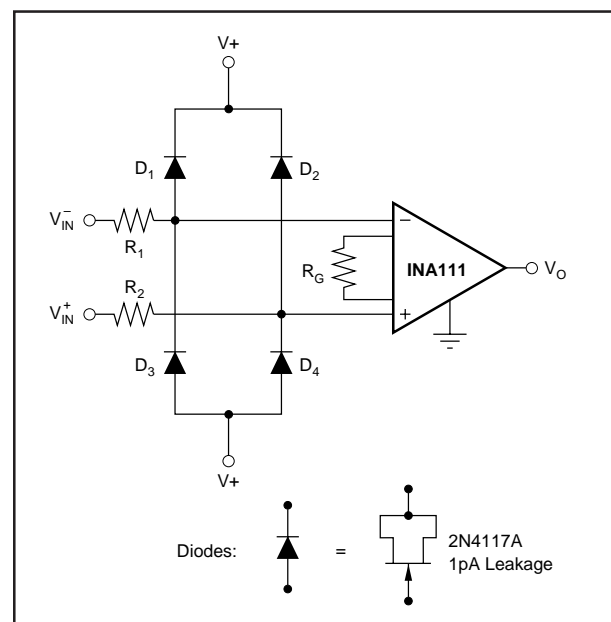 V+
D1
D2
V−IN
R1
−
RG
INA111
VO
V+IN
R2
+
D3
D4
V+
Diodes:
=
2N4117A
1pA Leakage